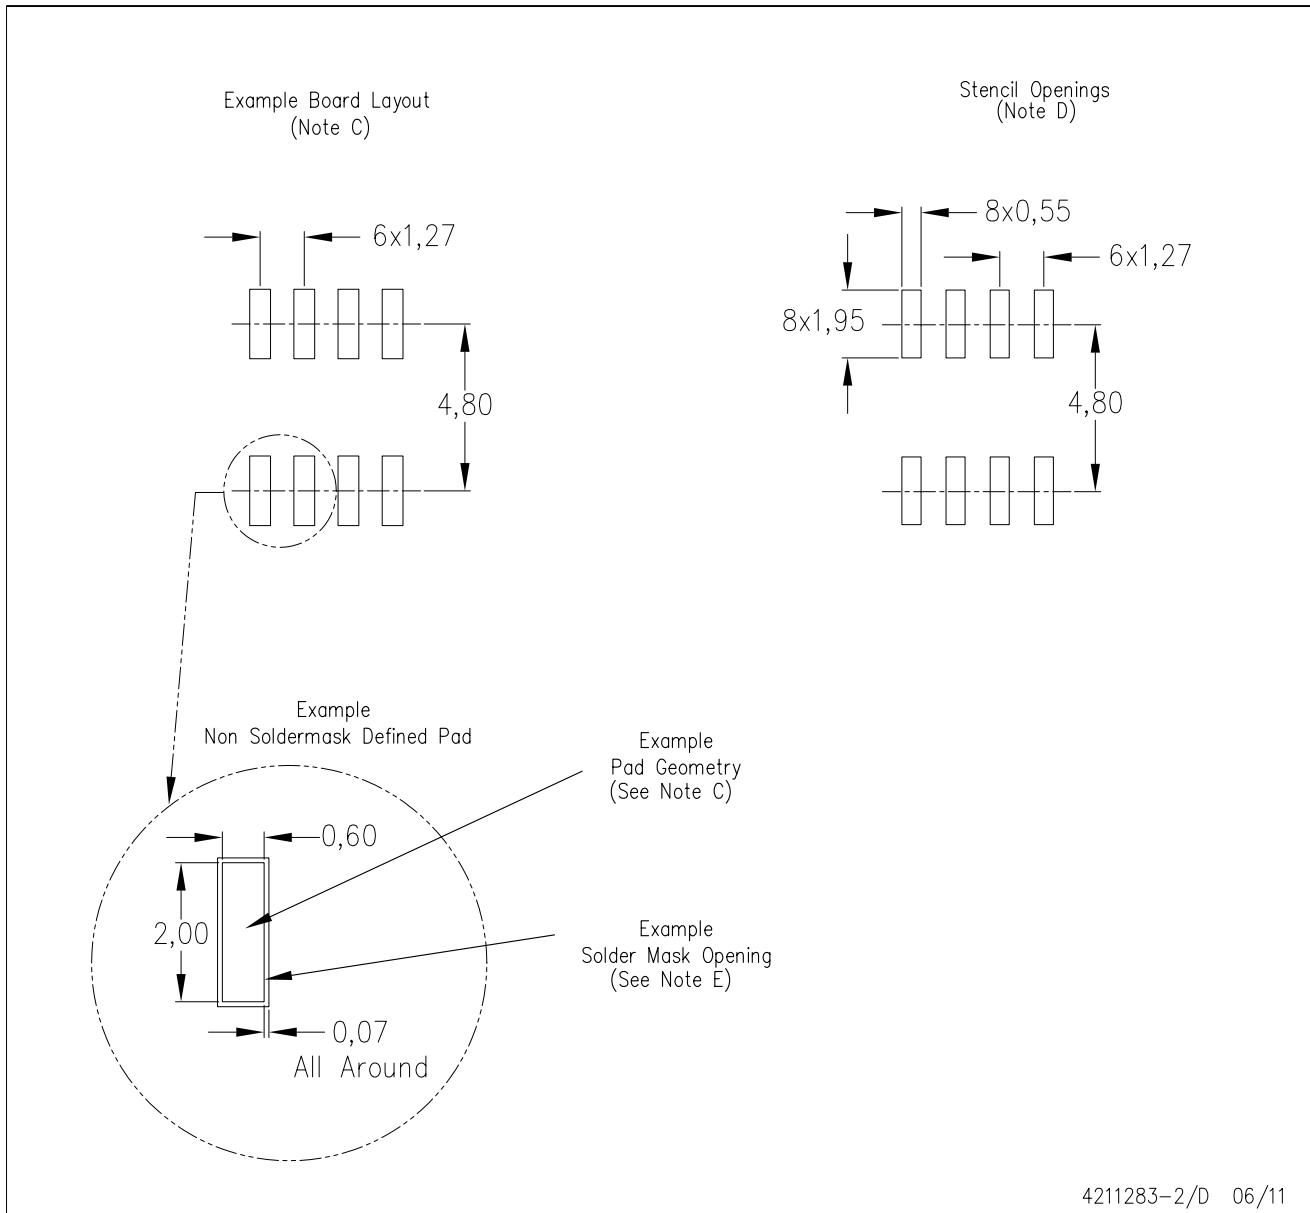 Example Board Layout
(Note C)
Stencil Openings
(Note D)
6x1,27
4,80
8x0,55
6x1,27
8x1,95
4,80
Example
Non Soldermask Defined Pad
0,60
2,00
0,07
All Around
Example
Pad Geometry
(See Note C)
Example
Solder Mask Opening
(See Note E)
4211283-2/D 06/11